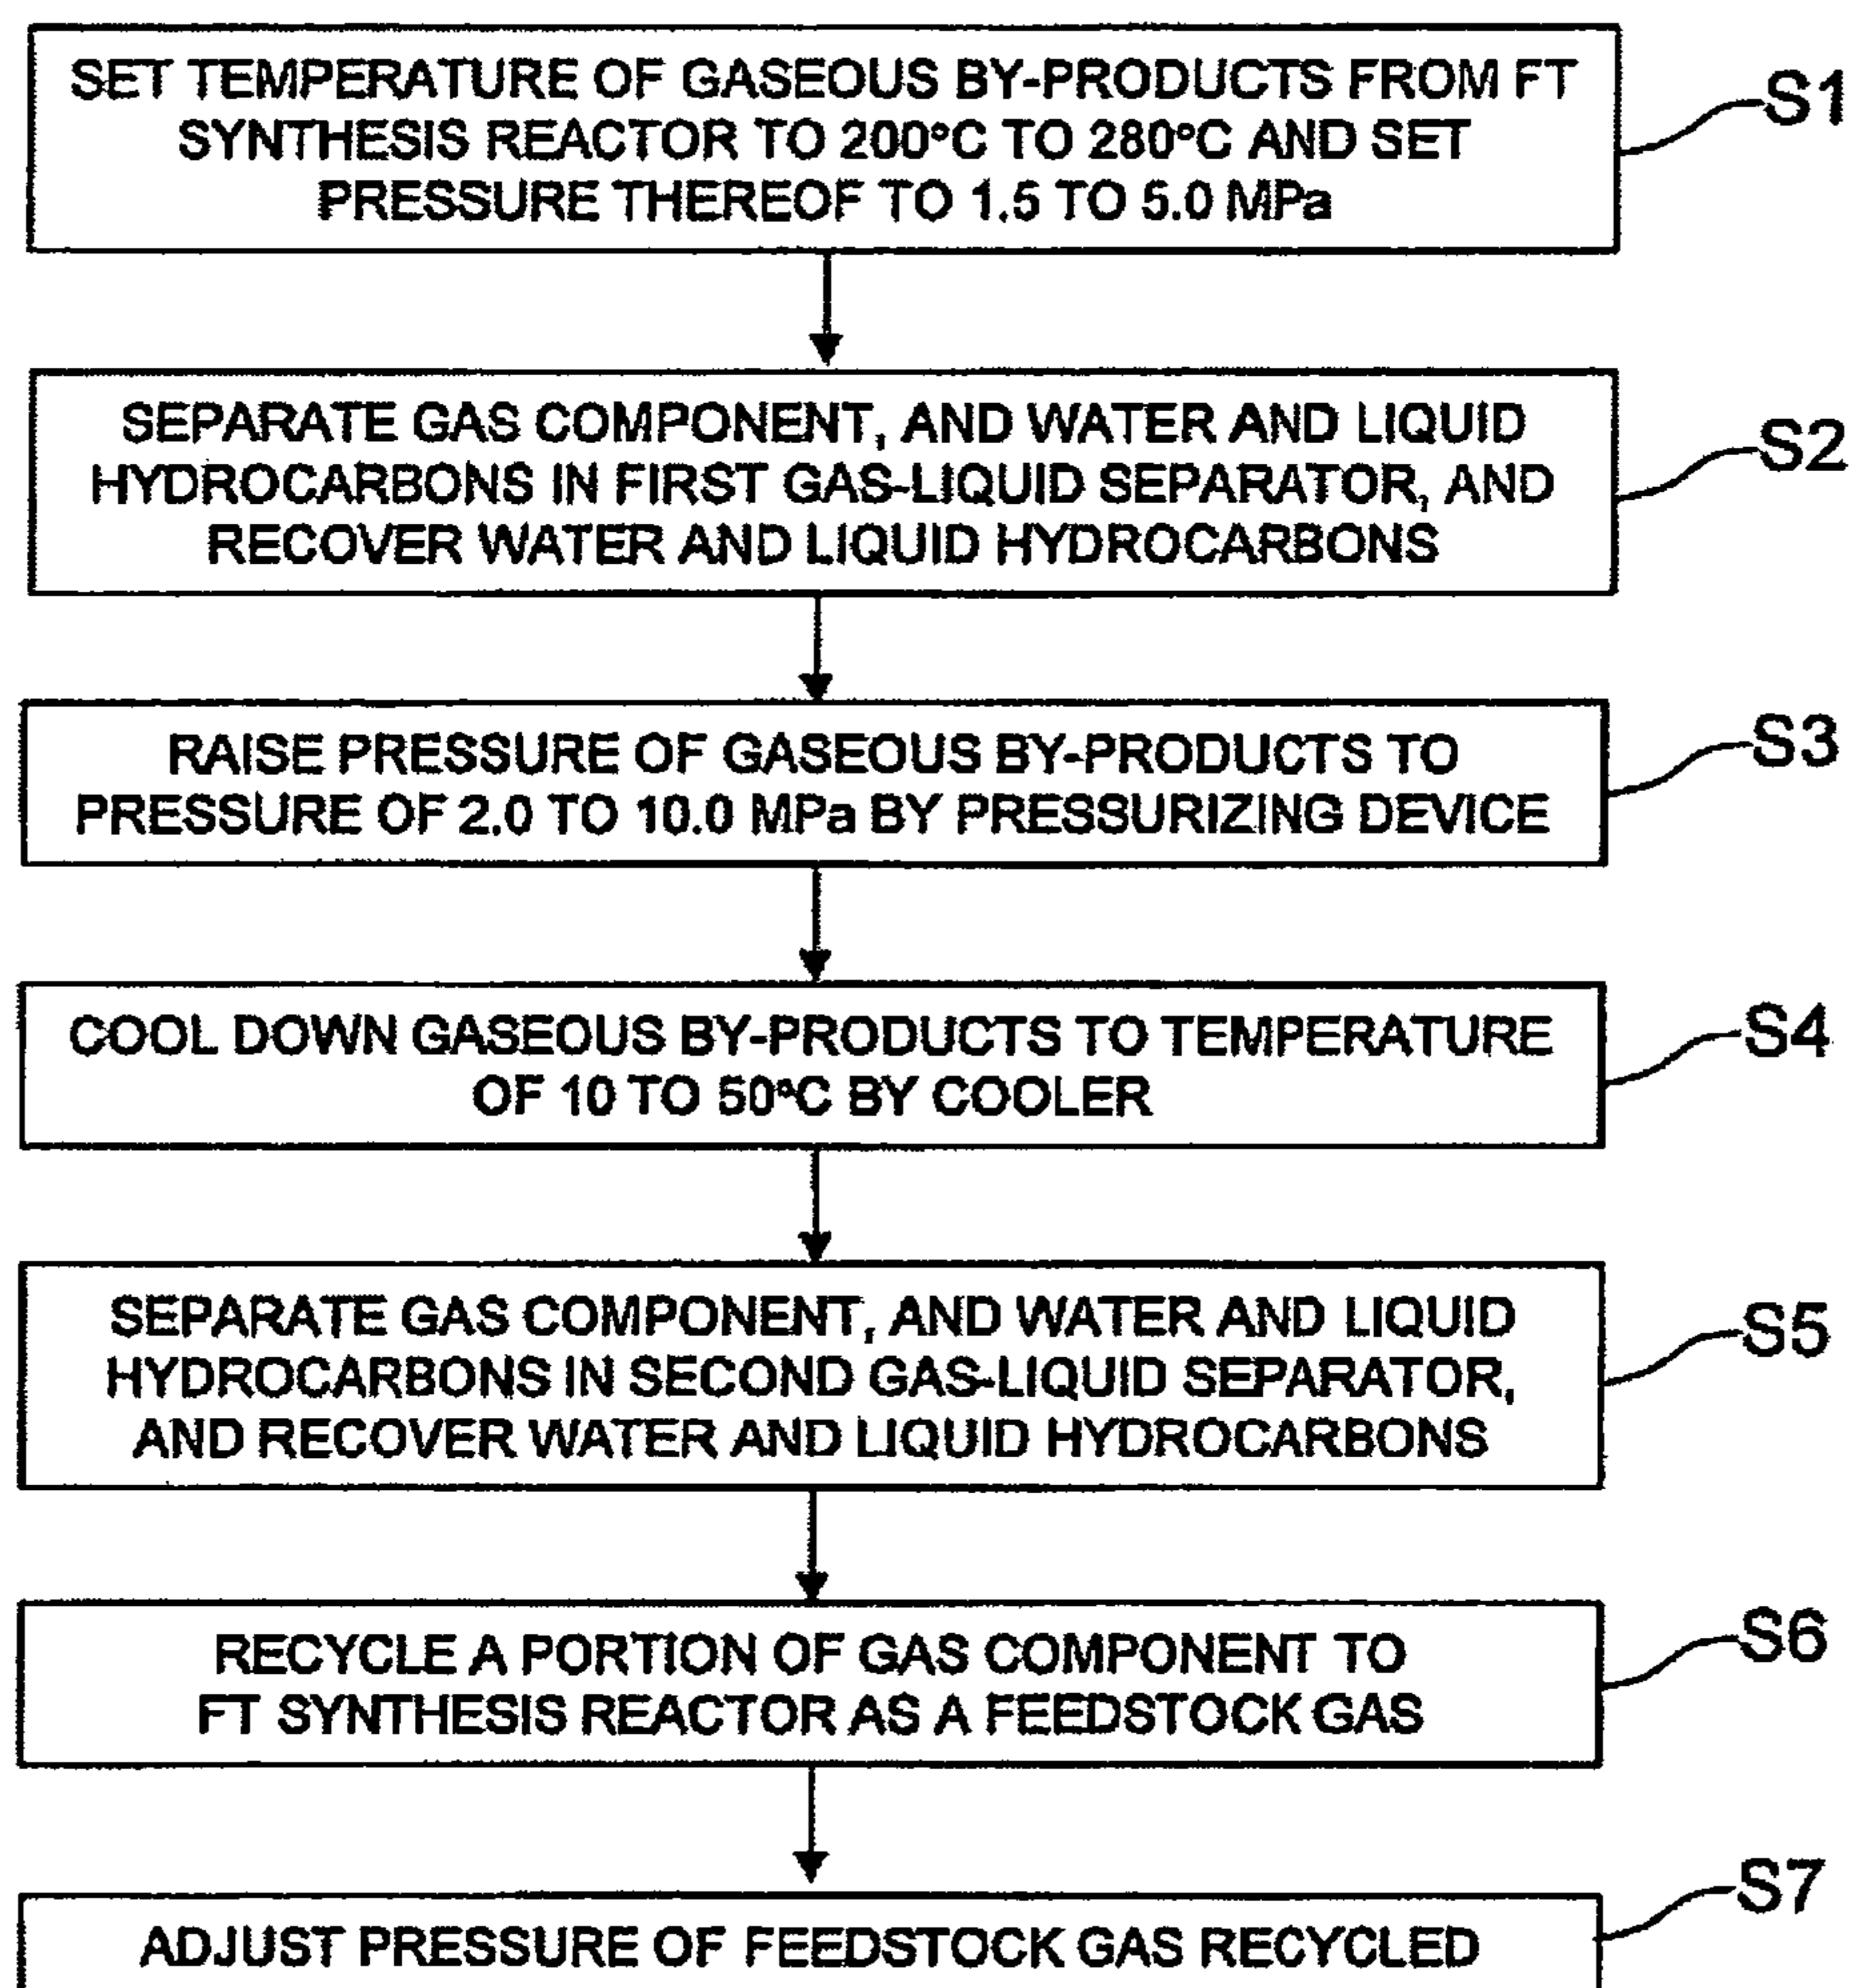 SET TEMPERATURE OF GASEOUS BY-PRODUCTS FROM FT
SYNTHESIS REACTOR TO 200°C TO 280°C AND SET
PRESSURE THEREOF TO 1.5 TO 5.0 MPa
S1
SEPARATE GAS COMPONENT, AND WATER AND LIQUID
HYDROCARBONS IN FIRST GAS-LIQUID SEPARATOR, AND
RECOVER WATER AND LIQUID HYDROCARBONS
S2
RAISE PRESSURE OF GASEOUS BY-PRODUCTS TO
PRESSURE OF 2.0 TO 10.0 MPa BY PRESSURIZING DEVICE
S3
COOL DOWN GASEOUS BY-PRODUCTS TO TEMPERATURE
OF 10 TO 50°C BY COOLER
S4
SEPARATE GAS COMPONENT, AND WATER AND LIQUID
HYDROCARBONS IN SECOND GAS-LIQUID SEPARATOR,
AND RECOVER WATER AND LIQUID HYDROCARBONS
S5
RECYCLE A PORTION OF GAS COMPONENT TO
FT SYNTHESIS REACTOR AS A FEEDSTOCK GAS
S6
ADJUST PRESSURE OF FEEDSTOCK GAS RECYCLED
S7